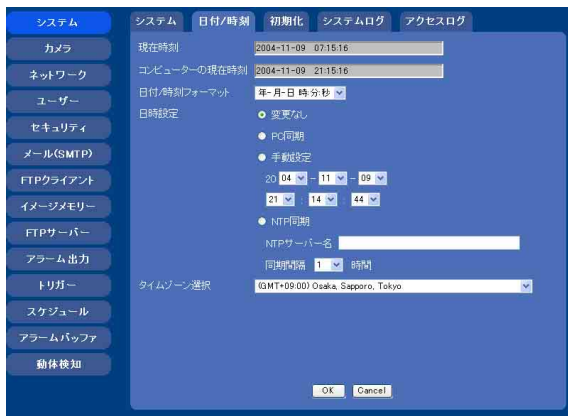 システム
カメラ
ネットワーク
ユーザー
セキュリティ
メール(SMTP)
FTPクライアント
イメージメモリー
FTPサーバー
アラーム出力
トリガー
スケジュール
アラームバッファ
動体検知
システム 日付/時刻 初期化 システムログ アクセスログ
現在時刻 2004-11-09 07:15:16
コンピューターの現在時刻 2004-11-09 21:15:16
日付/時刻フォーマット 年-月-日 時:分:秒
日時設定 変更なし
PC同期
手動設定
20 04 - 11 - 09
21 : 14 : 44
NTP同期
NTPサーバー名
同期間隔 1 時間
タイムゾーン選択 (GMT+09:00) Osaka, Sapporo, Tokyo
OK Cancel